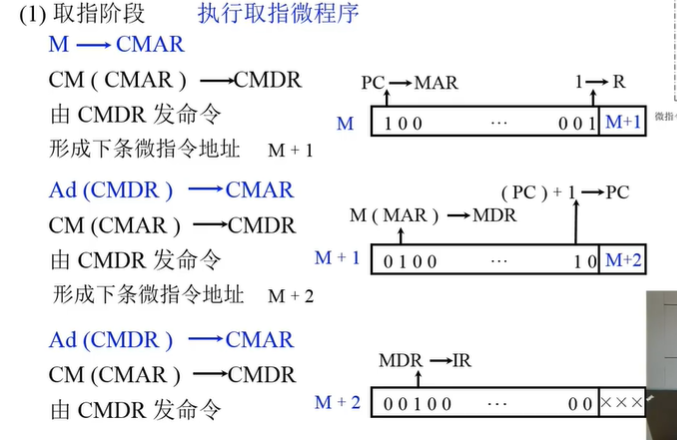 (1) 取指阶段 执行取指微程序
M ⟶ CMAR
CM ( CMAR ) ⟶ CMDR
由 CMDR 发命令
形成下条微指令地址 M + 1
PC → MAR
1 → R
M 1 0 0 … 0 0 1 M+1
微指
Ad (CMDR ) ⟶ CMAR
CM (CMAR ) ⟶ CMDR
由 CMDR 发命令
形成下条微指令地址 M + 2
( PC ) + 1 → PC
M ( MAR ) → MDR
M + 1 0 1 0 0 … 1 0 M+2
Ad (CMDR ) ⟶ CMAR
CM (CMAR ) ⟶ CMDR
由 CMDR 发命令
MDR → IR
M + 2 0 0 1 0 0 … 0 0 ×××